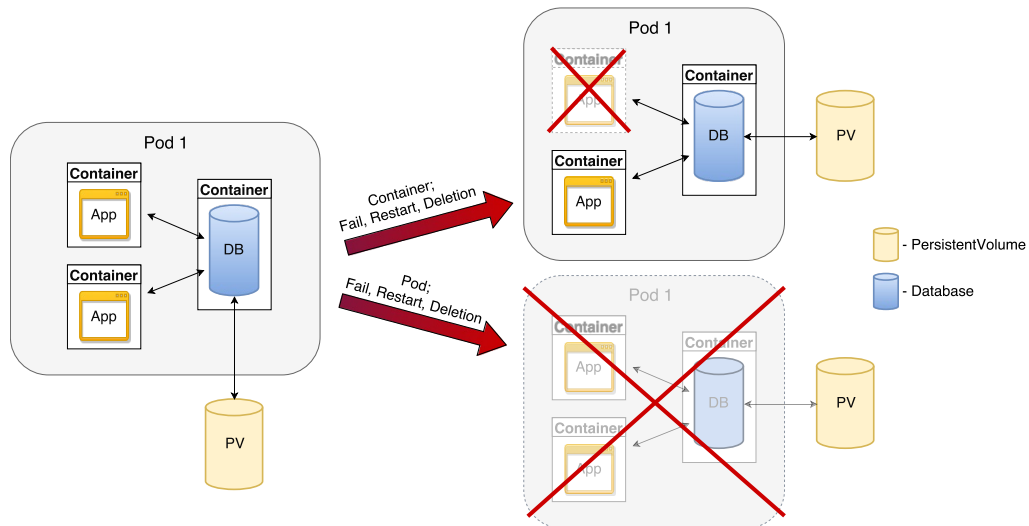 Pod 1
Container
App
Container
DB
Container
App
PV
Container;
Fail, Restart, Deletion
Pod;
Fail, Restart, Deletion
Pod 1
Container
App
Container
DB
Container
App
PV
Pod 1
Container
App
Container
DB
Container
App
PV
- PersistentVolume
- Database